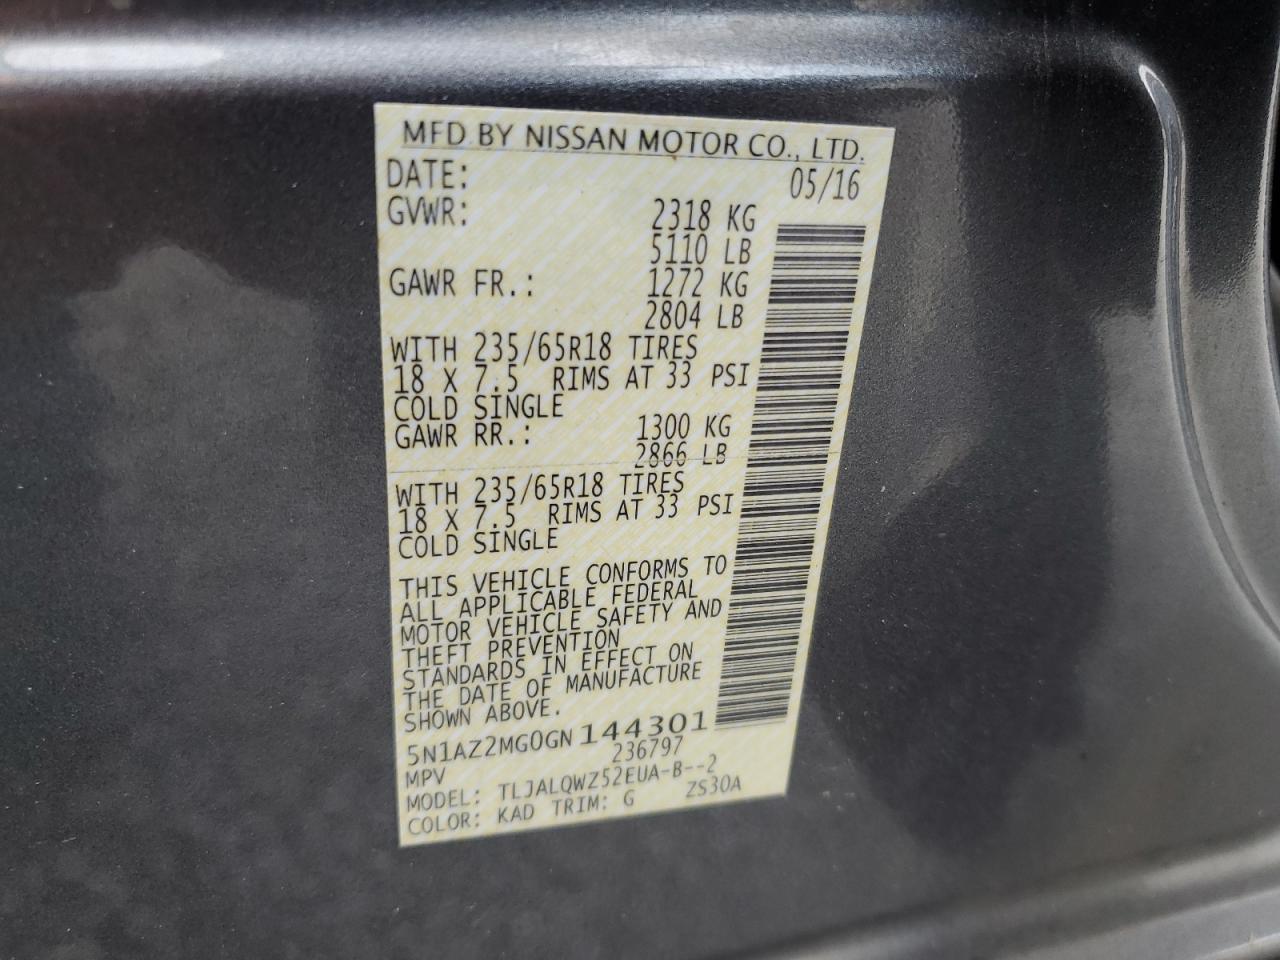 MFD.BY NISSAN MOTOR CO., LTD.
DATE: 05/16
GVWR: 2318 KG
5110 LB
GAWR FR.: 1272 KG
2804 LB
WITH 235/65R18 TIRES
18 X 7.5 RIMS AT 33 PSI
COLD SINGLE
GAWR RR.: 1300 KG
2866 LB
WITH 235/65R18 TIRES
18 X 7.5 RIMS AT 33 PSI
COLD SINGLE
THIS VEHICLE CONFORMS TO
ALL APPLICABLE FEDERAL
MOTOR VEHICLE SAFETY AND
THEFT PREVENTION
STANDARDS IN EFFECT ON
THE DATE OF MANUFACTURE
SHOWN ABOVE.
5N1AZ2MG0GN144301
MPV 236797
MODEL: TLJALQWZ52EUA-B--2
COLOR: KAD TRIM: G ZS30A